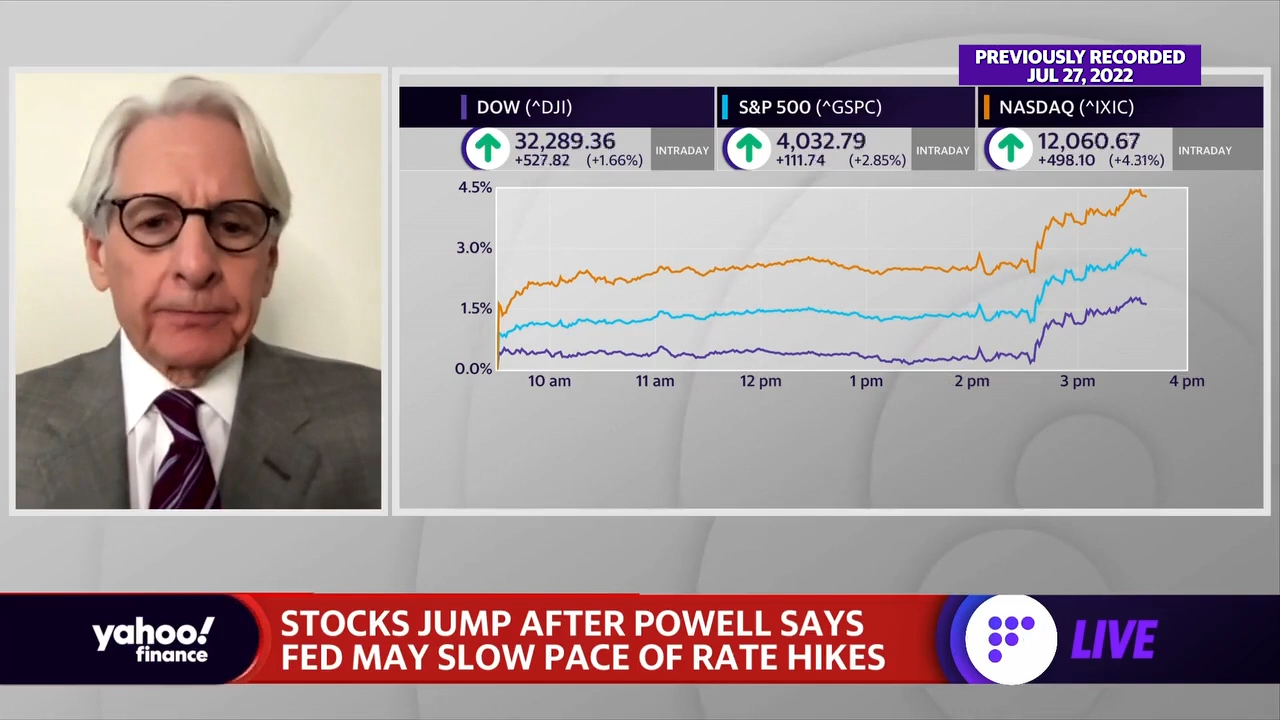 PREVIOUSLY RECORDED
JUL 27, 2022
DOW (^DJI)
32,289.36
+527.82 (+1.66%)
INTRADAY
S&P 500 (^GSPC)
4,032.79
+111.74 (+2.85%)
INTRADAY
NASDAQ (^IXIC)
12,060.67
+498.10 (+4.31%)
INTRADAY
4.5%
3.0%
1.5%
0.0%
10 am 11 am 12 pm 1 pm 2 pm 3 pm 4 pm
yahoo!
finance
STOCKS JUMP AFTER POWELL SAYS
FED MAY SLOW PACE OF RATE HIKES
LIVE